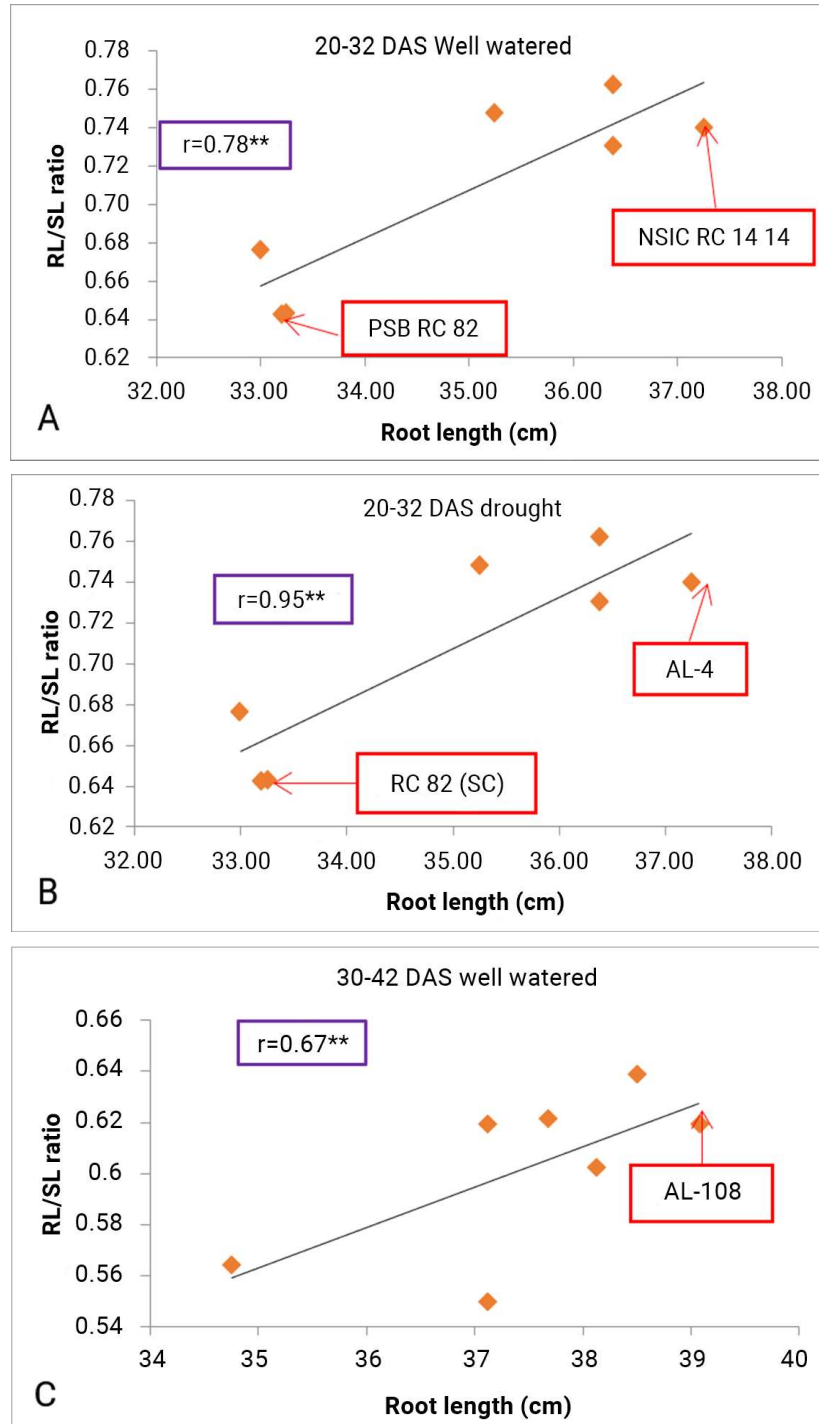 20-32 DAS Well watered
0.78
0.76
0.74
0.72
0.70
0.68
0.66
0.64
0.62
RL/SL ratio
r=0.78**
NSIC RC 14 14
PSB RC 82
32.00 33.00 34.00 35.00 36.00 37.00 38.00
Root length (cm)
A
20-32 DAS drought
0.78
0.76
0.74
0.72
0.70
0.68
0.66
0.64
0.62
RL/SL ratio
r=0.95**
AL-4
RC 82 (SC)
32.00 33.00 34.00 35.00 36.00 37.00 38.00
Root length (cm)
B
30-42 DAS well watered
0.66
0.64
0.62
0.6
0.58
0.56
0.54
RL/SL ratio
r=0.67**
AL-108
34 35 36 37 38 39 40
Root length (cm)
C